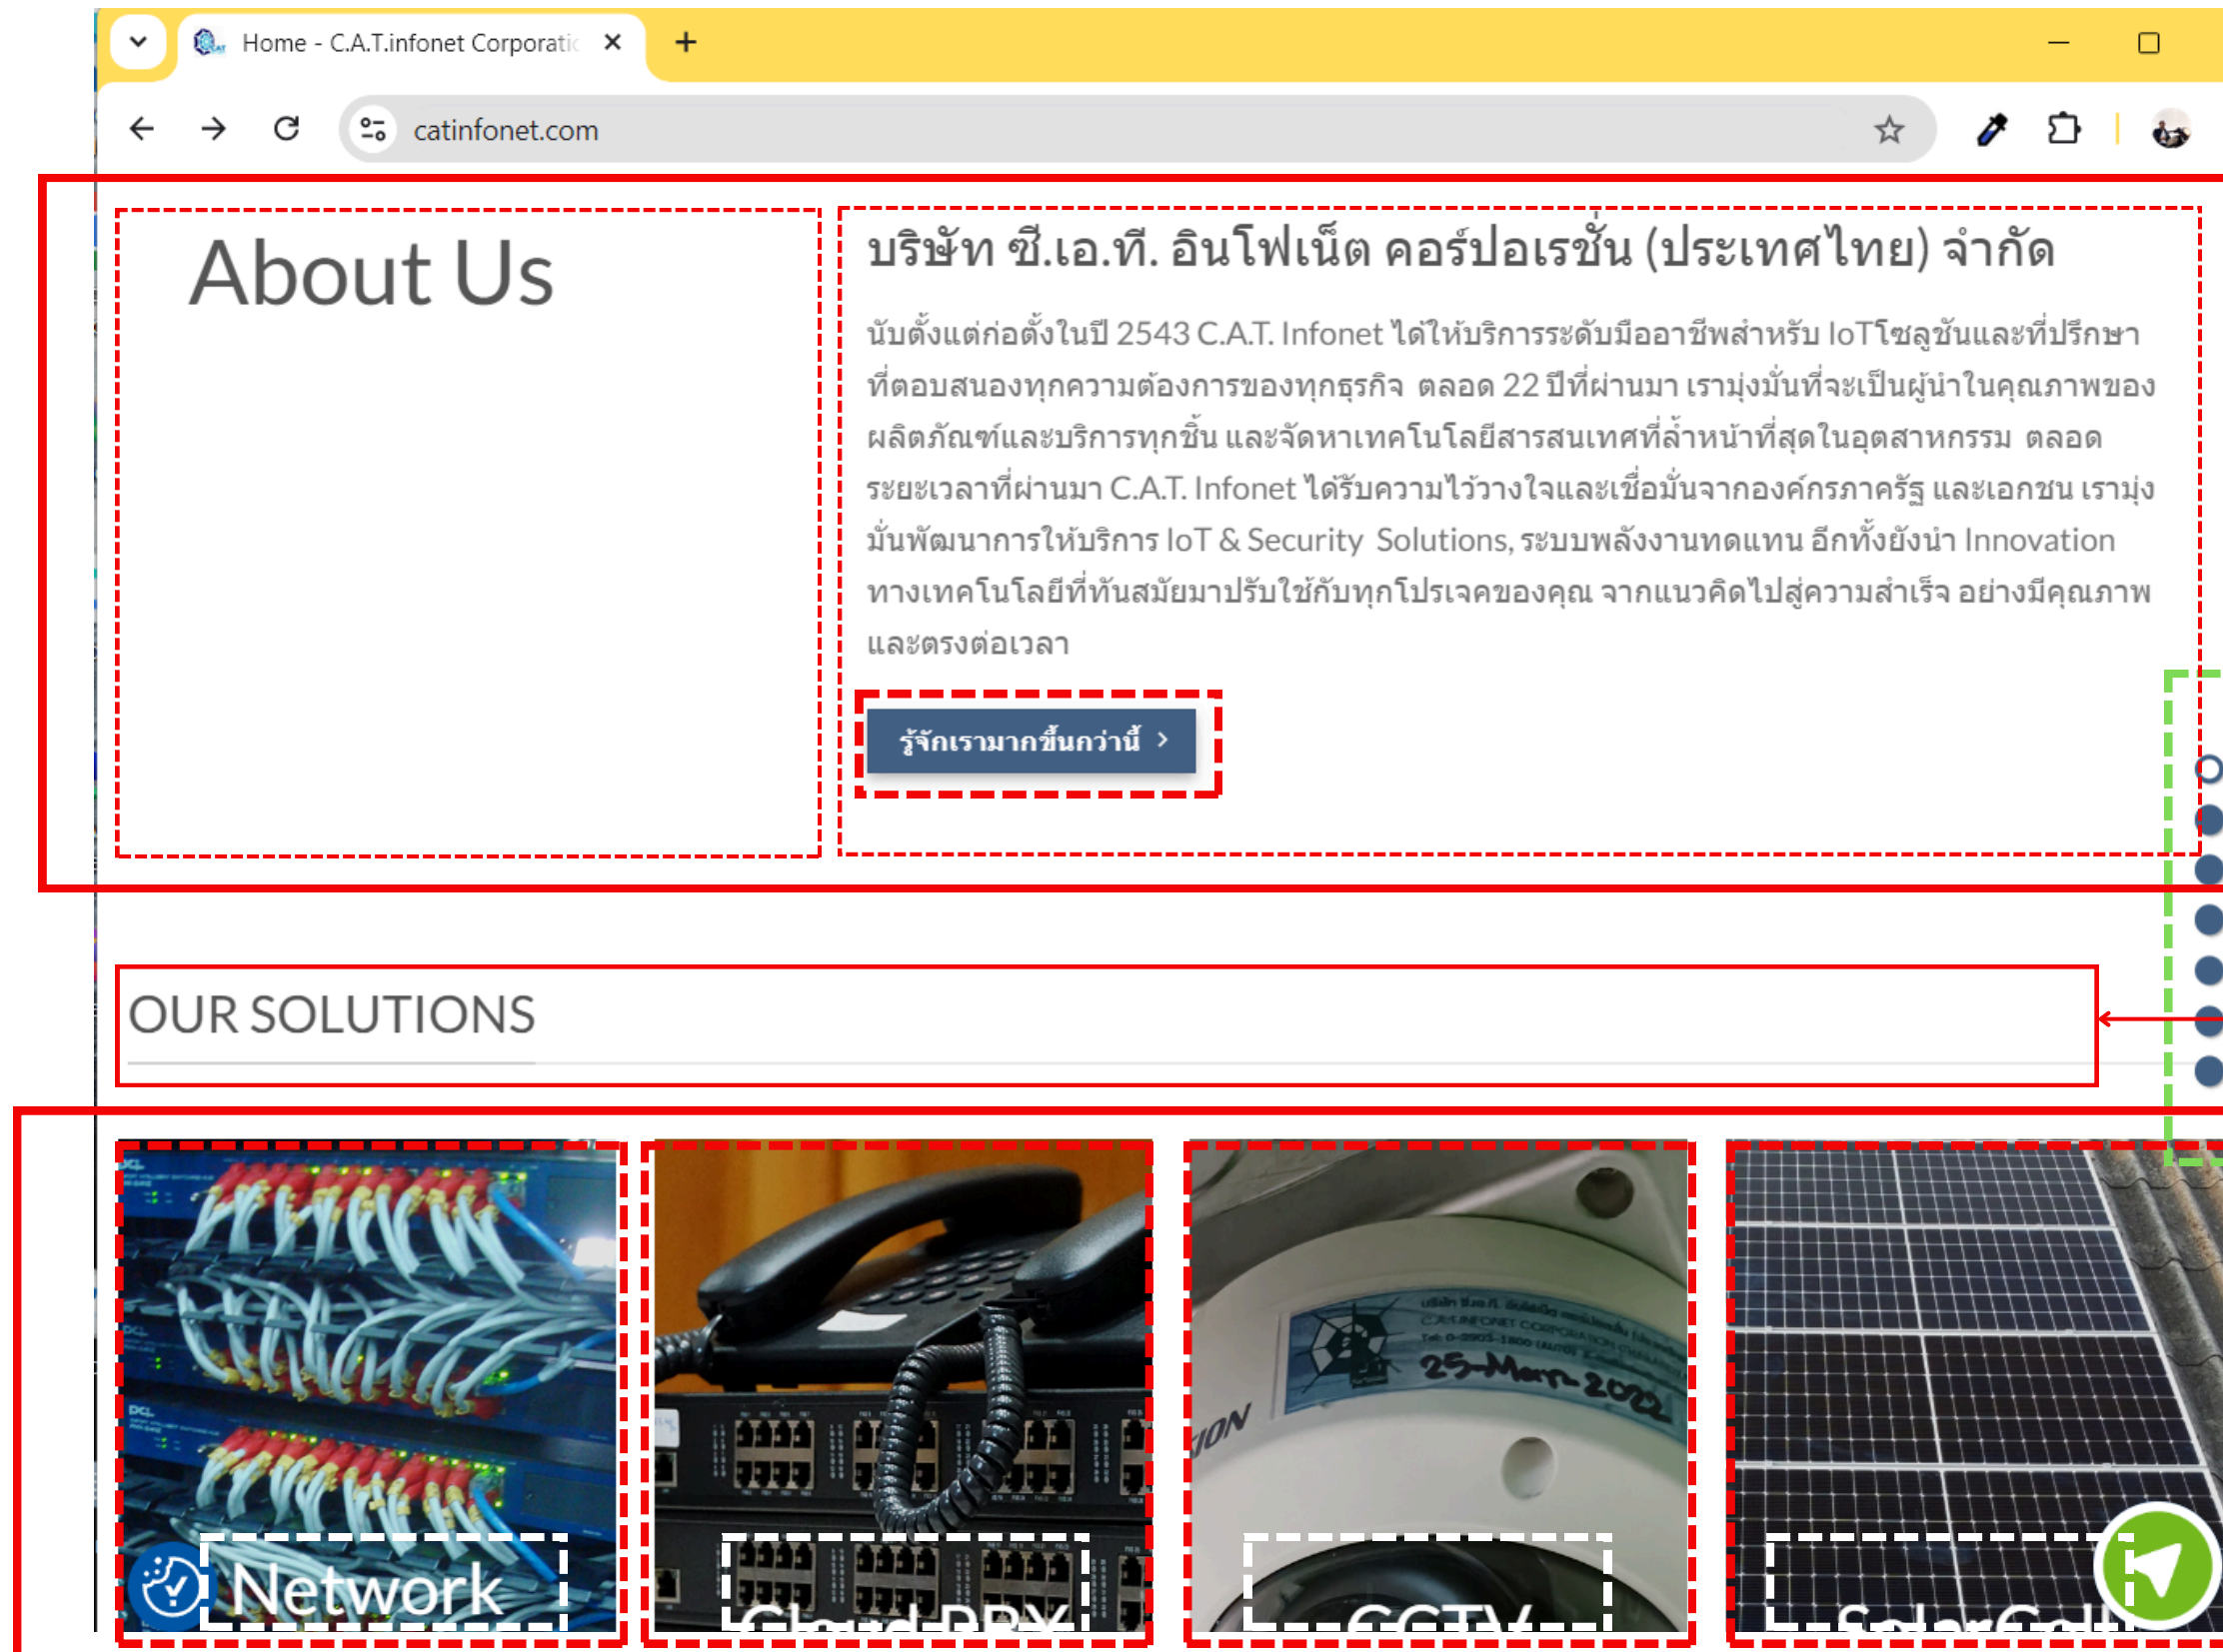 Home - C.A.T.infonet Corporatio
catinfonet.com
About Us
บริษัท ซี.เอ.ที. อินโฟเน็ต คอร์ปอเรชั่น (ประเทศไทย) จำกัด
นับตั้งแต่ก่อตั้งในปี 2543 C.A.T. Infonet ได้ให้บริการระดับมืออาชีพสำหรับ IoTโซลูชันและที่ปรึกษา
ที่ตอบสนองทุกความต้องการของทุกธุรกิจ ตลอด 22 ปีที่ผ่านมา เรามุ่งมั่นที่จะเป็นผู้นำในคุณภาพของ
ผลิตภัณฑ์และบริการทุกชิ้น และจัดหาเทคโนโลยีสารสนเทศที่ล้ำหน้าที่สุดในอุตสาหกรรม ตลอด
ระยะเวลาที่ผ่านมา C.A.T. Infonet ได้รับความไว้วางใจและเชื่อมั่นจากองค์กรภาครัฐ และเอกชน เรามุ่ง
มั่นพัฒนาการให้บริการ IoT & Security Solutions, ระบบพลังงานทดแทน อีกทั้งยังนำ Innovation
ทางเทคโนโลยีที่ทันสมัยมาปรับใช้กับทุกโปรเจคของคุณ จากแนวคิดไปสู่ความสำเร็จ อย่างมีคุณภาพ
และตรงต่อเวลา
รู้จักเรามากขึ้นกว่านี้
OUR SOLUTIONS
Network
Cloud PBX
CCTV
SolarCell